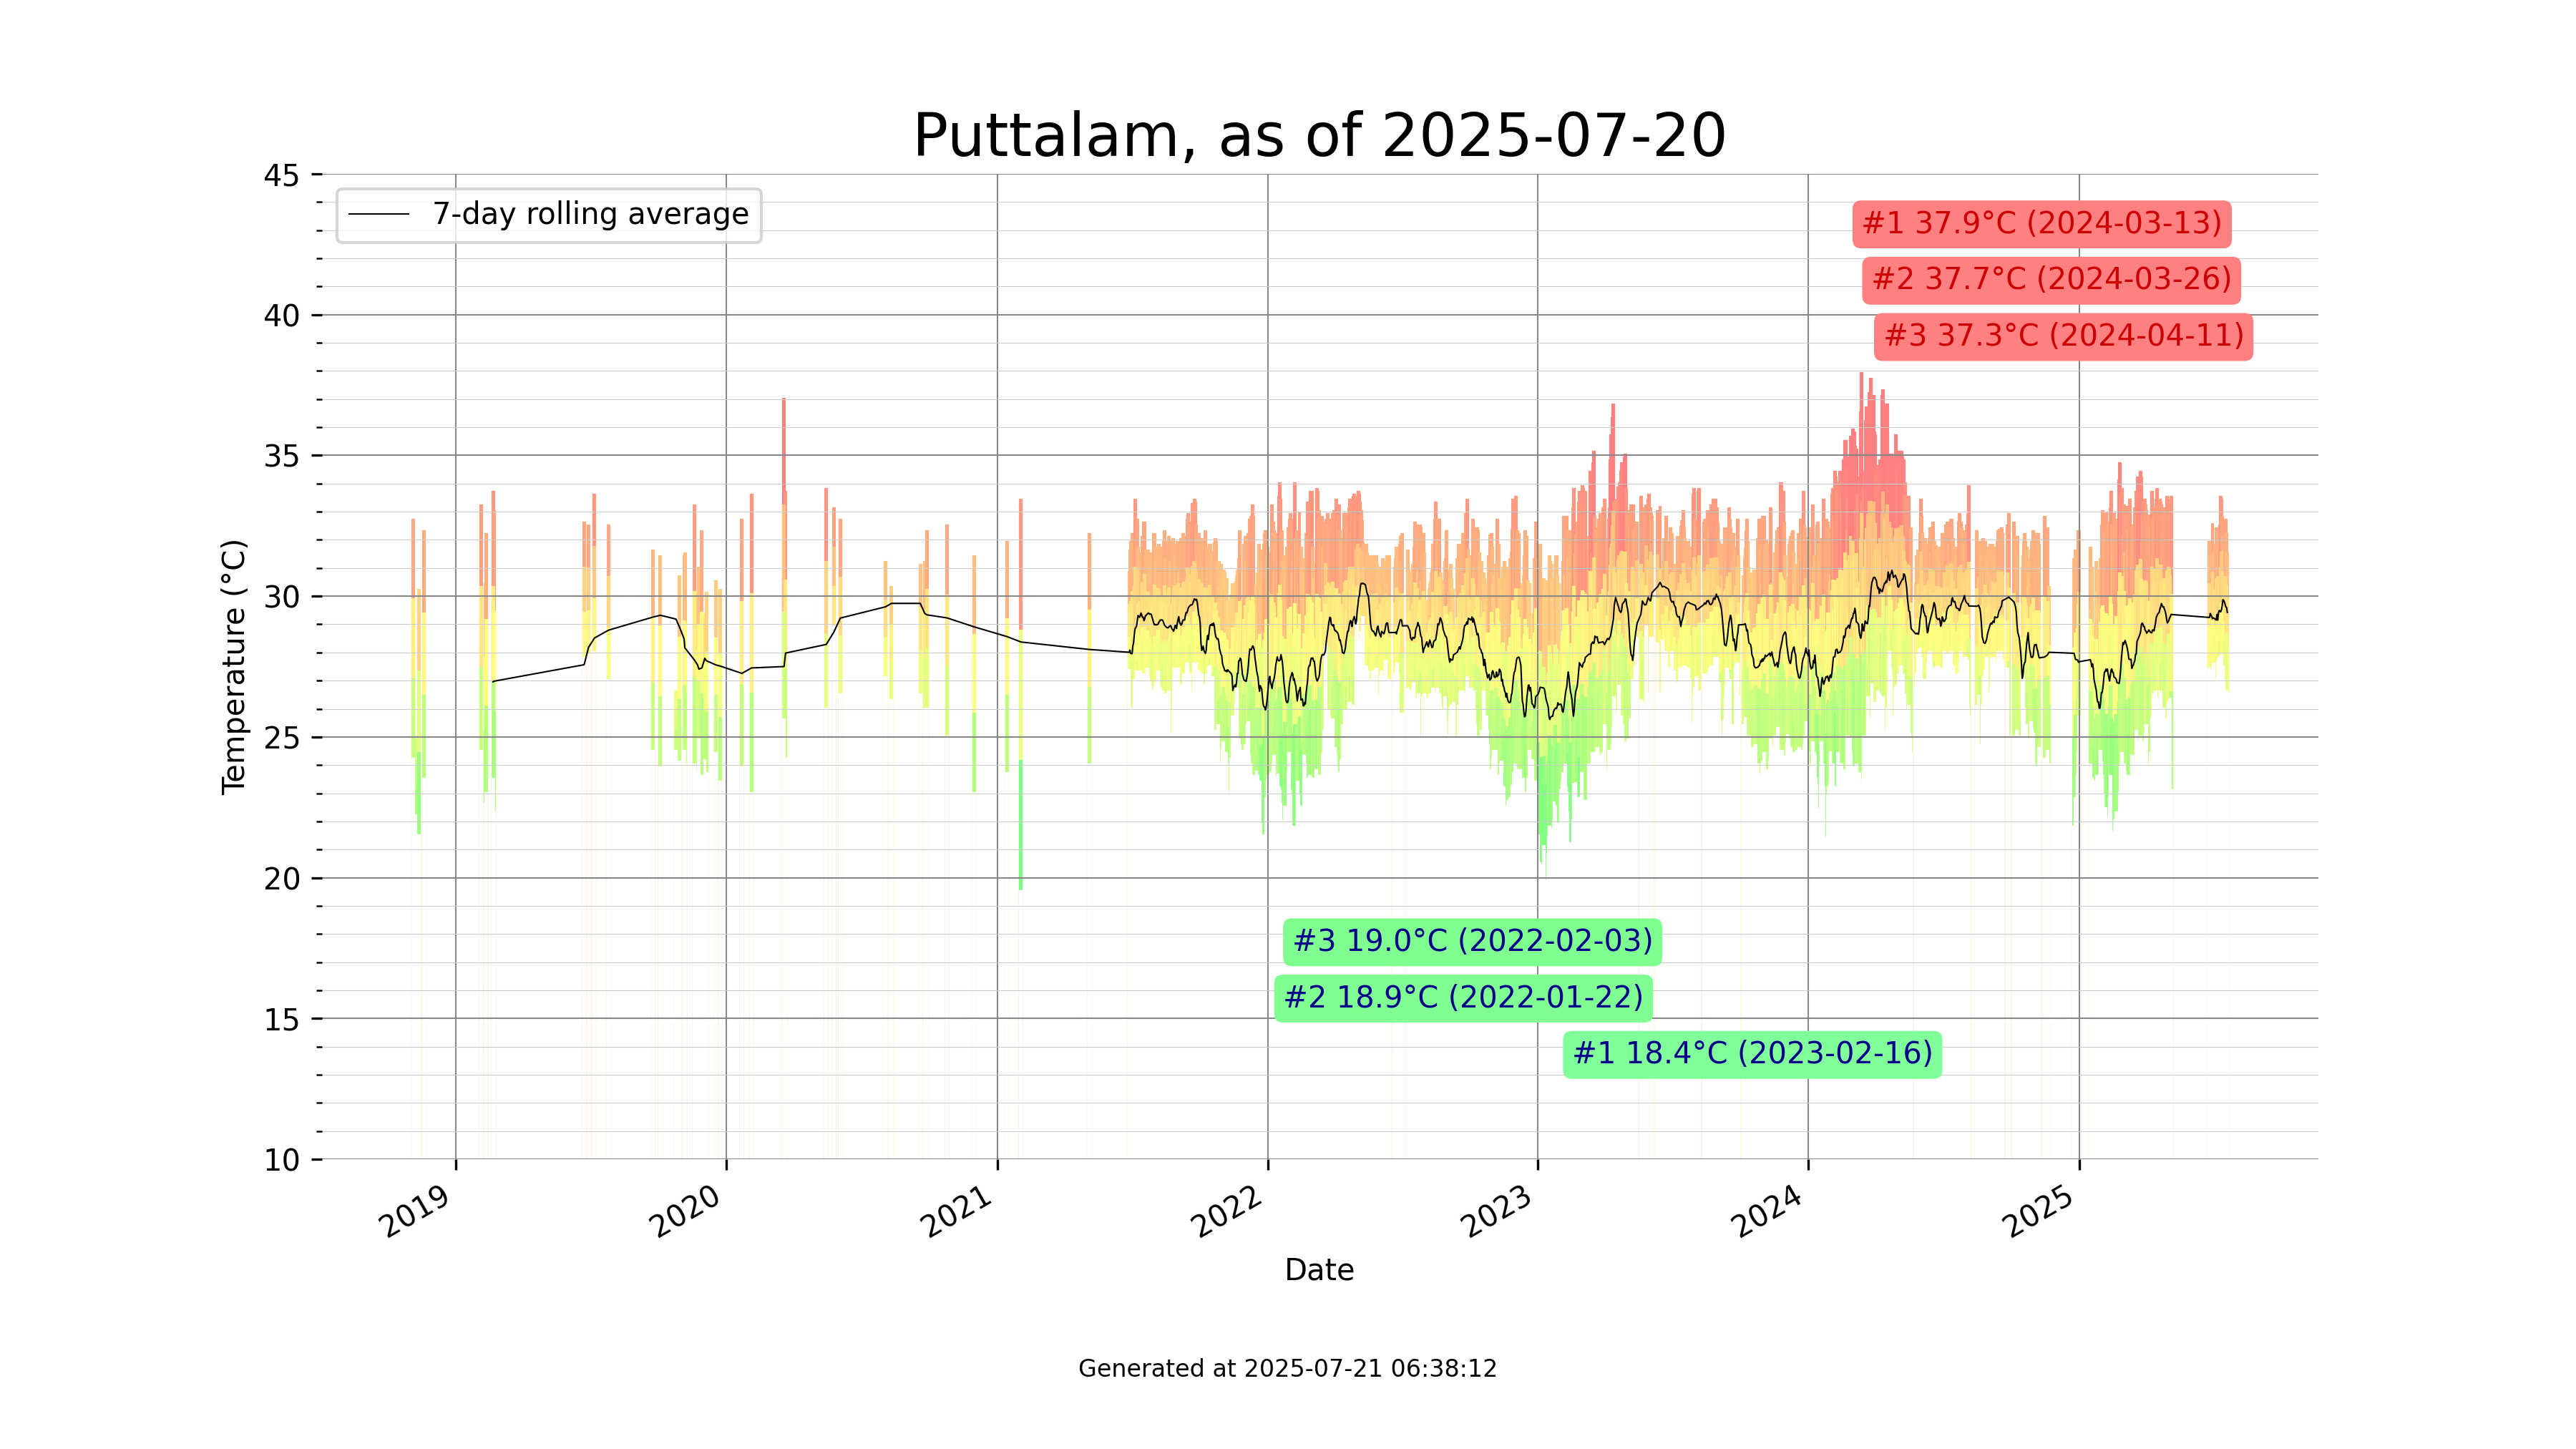 Puttalam, as of 2025-07-20
7-day rolling average
#1 37.9°C (2024-03-13)
#2 37.7°C (2024-03-26)
#3 37.3°C (2024-04-11)
#3 19.0°C (2022-02-03)
#2 18.9°C (2022-01-22)
#1 18.4°C (2023-02-16)
Temperature (°C)
45
40
35
30
25
20
15
10
2019
2020
2021
2022
2023
2024
2025
Date
Generated at 2025-07-21 06:38:12